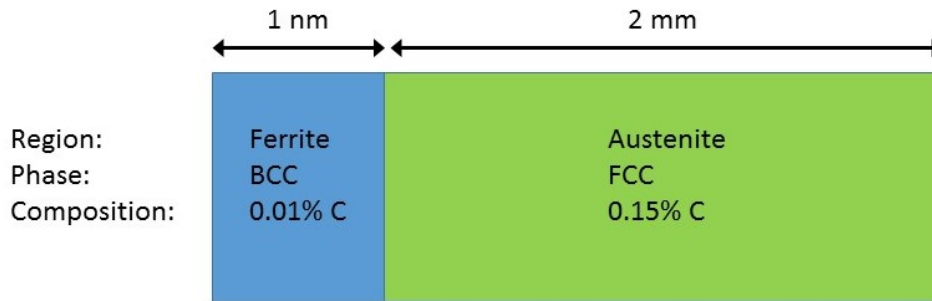 1 nm 2 mm
Region: Ferrite Austenite
Phase: BCC FCC
Composition: 0.01% C 0.15% C